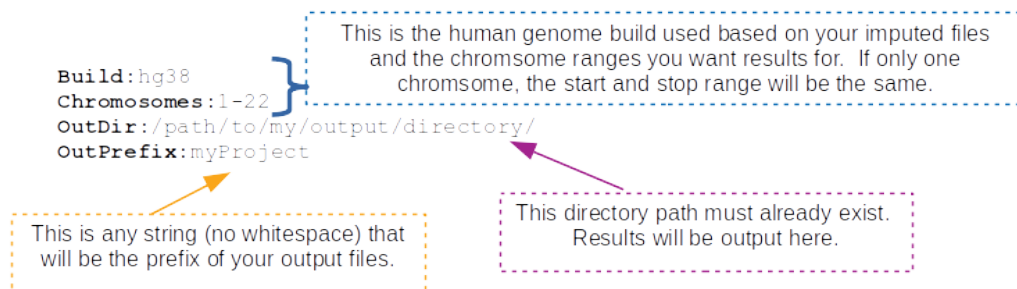 This is the human genome build used based on your imputed files
and the chromsome ranges you want results for. If only one
chromsome, the start and stop range will be the same.
Build:hg38
Chromosomes:1-22
OutDir:/path/to/my/output/directory/
OutPrefix:myProject
This is any string (no whitespace) that
will be the prefix of your output files.
This directory path must already exist.
Results will be output here.